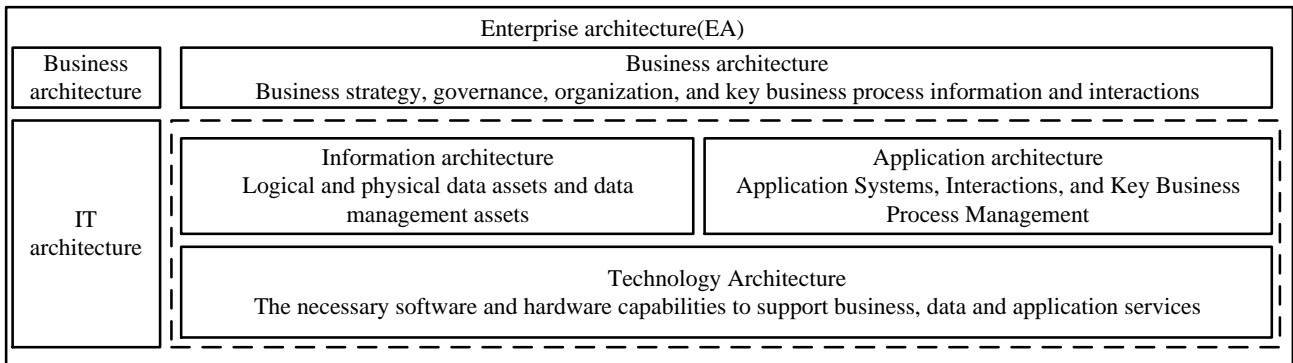 Enterprise architecture(EA)
Business
architecture
Business architecture
Business strategy, governance, organization, and key business process information and interactions
IT
architecture
Information architecture
Logical and physical data assets and data
management assets
Application architecture
Application Systems, Interactions, and Key Business
Process Management
Technology Architecture
The necessary software and hardware capabilities to support business, data and application services